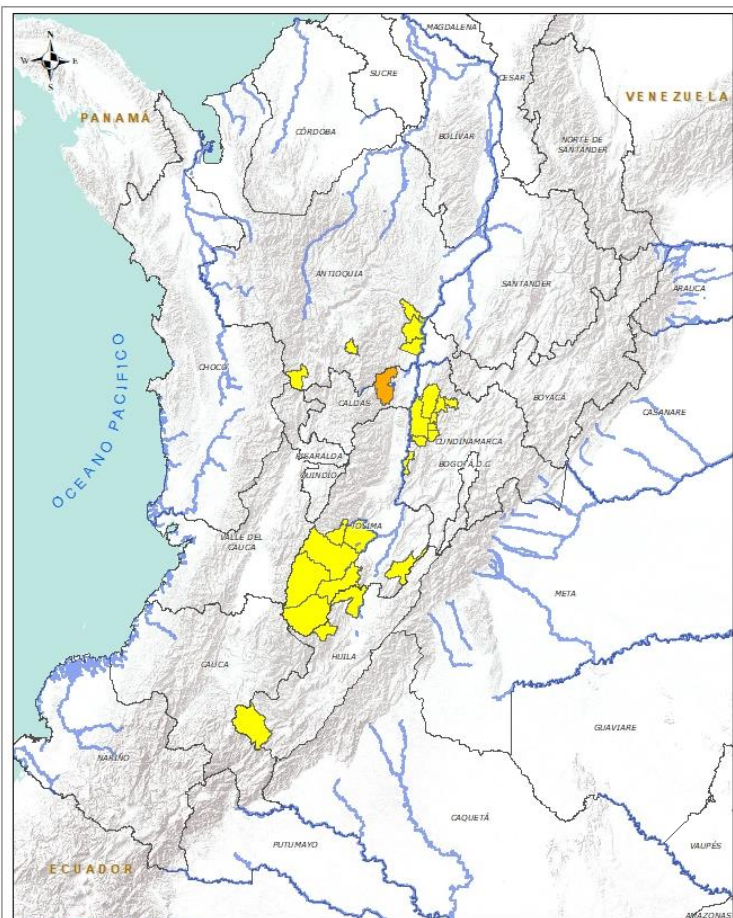 N
W E
S
MAGDALENA
SUCRE
CESAR
VENEZUELA
PANAMÁ
CÓRDOBA
BOLIVAR
NORTE DE
SANTANDER
ANTIOQUIA
SANTANDER
ARAUCA
OCEANO PACIFICO
CHOCÓ
CALDAS
BOYACÁ
CASANARE
CUNDINAMARCA
RISARALDA
BOGOTÁ, D.C.
QUINDÍO
TOLIMA
VALLE DEL
CAUCA
META
HUILA
CAUCA
GUAVIARE
NARIÑO
CAQUETÁ
PUTUMAYO
VAUPÉS
ECUADOR
AMAZONAS